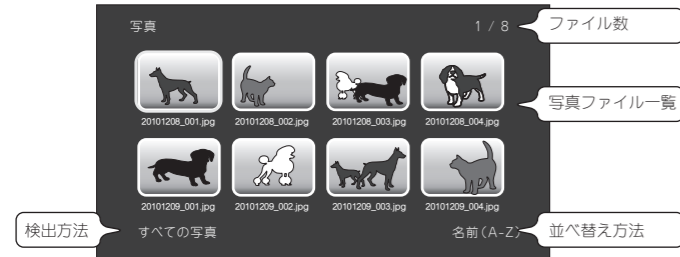 写真
1 / 8
ファイル数
写真ファイル一覧
20101208_001.jpg
20101208_002.jpg
20101208_003.jpg
20101208_004.jpg
20101209_001.jpg
20101209_002.jpg
20101209_003.jpg
20101209_004.jpg
検出方法
すべての写真
名前(A-Z)
並べ替え方法